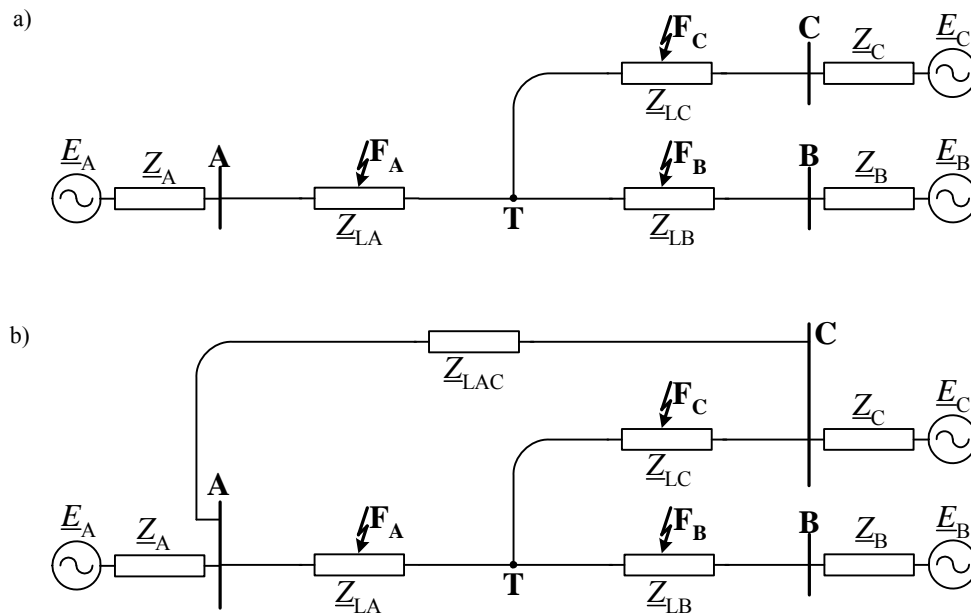 a)
F_C
C
Z_C
E_C
Z_LC
E_A
Z_A
A
F_A
F_B
B
Z_B
E_B
Z_LA
T
Z_LB
b)
C
Z_LAC
F_C
Z_C
E_C
Z_LC
A
E_A
Z_A
F_A
F_B
B
Z_B
E_B
Z_LA
T
Z_LB